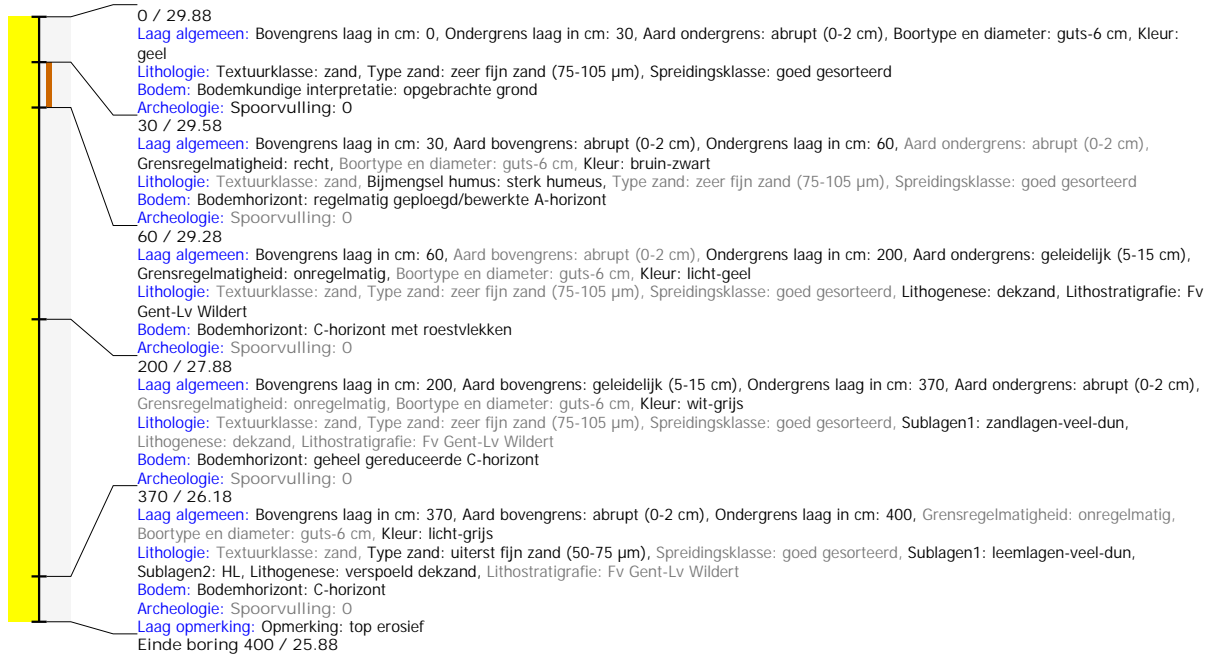 0 / 29.88
Laag algemeen: Bovengrens laag in cm: 0, Ondergrens laag in cm: 30, Aard ondergrens: abrupt (0-2 cm), Boortype en diameter: guts-6 cm, Kleur:
geel
Lithologie: Textuurklasse: zand, Type zand: zeer fijn zand (75-105 µm), Spreidingsklasse: goed gesorteerd
Bodem: Bodemkundige interpretatie: opgebrachte grond
Archeologie: Spoorvulling: 0
30 / 29.58
Laag algemeen: Bovengrens laag in cm: 30, Aard bovengrens: abrupt (0-2 cm), Ondergrens laag in cm: 60, Aard ondergrens: abrupt (0-2 cm),
Grensregelmatigheid: recht, Boortype en diameter: guts-6 cm, Kleur: bruin-zwart
Lithologie: Textuurklasse: zand, Bijmengsel humus: sterk humeus, Type zand: zeer fijn zand (75-105 µm), Spreidingsklasse: goed gesorteerd
Bodem: Bodemhorizont: regelmatig geploegd/bewerkte A-horizont
Archeologie: Spoorvulling: 0
60 / 29.28
Laag algemeen: Bovengrens laag in cm: 60, Aard bovengrens: abrupt (0-2 cm), Ondergrens laag in cm: 200, Aard ondergrens: geleidelijk (5-15 cm),
Grensregelmatigheid: onregelmatig, Boortype en diameter: guts-6 cm, Kleur: licht-geel
Lithologie: Textuurklasse: zand, Type zand: zeer fijn zand (75-105 µm), Spreidingsklasse: goed gesorteerd, Lithogenese: dekzand, Lithostratigrafie: Fv
Gent-Lv Wildert
Bodem: Bodemhorizont: C-horizont met roestvlekken
Archeologie: Spoorvulling: 0
200 / 27.88
Laag algemeen: Bovengrens laag in cm: 200, Aard bovengrens: geleidelijk (5-15 cm), Ondergrens laag in cm: 370, Aard ondergrens: abrupt (0-2 cm),
Grensregelmatigheid: onregelmatig, Boortype en diameter: guts-6 cm, Kleur: wit-grijs
Lithologie: Textuurklasse: zand, Type zand: zeer fijn zand (75-105 µm), Spreidingsklasse: goed gesorteerd, Sublagen1: zandlagen-veel-dun,
Lithogenese: dekzand, Lithostratigrafie: Fv Gent-Lv Wildert
Bodem: Bodemhorizont: geheel gereduceerde C-horizont
Archeologie: Spoorvulling: 0
370 / 26.18
Laag algemeen: Bovengrens laag in cm: 370, Aard bovengrens: abrupt (0-2 cm), Ondergrens laag in cm: 400, Grensregelmatigheid: onregelmatig,
Boortype en diameter: guts-6 cm, Kleur: licht-grijs
Lithologie: Textuurklasse: zand, Type zand: uiterst fijn zand (50-75 µm), Spreidingsklasse: goed gesorteerd, Sublagen1: leemlagen-veel-dun,
Sublagen2: HL, Lithogenese: verspoeld dekzand, Lithostratigrafie: Fv Gent-Lv Wildert
Bodem: Bodemhorizont: C-horizont
Archeologie: Spoorvulling: 0
Laag opmerking: Opmerking: top erosief
Einde boring 400 / 25.88